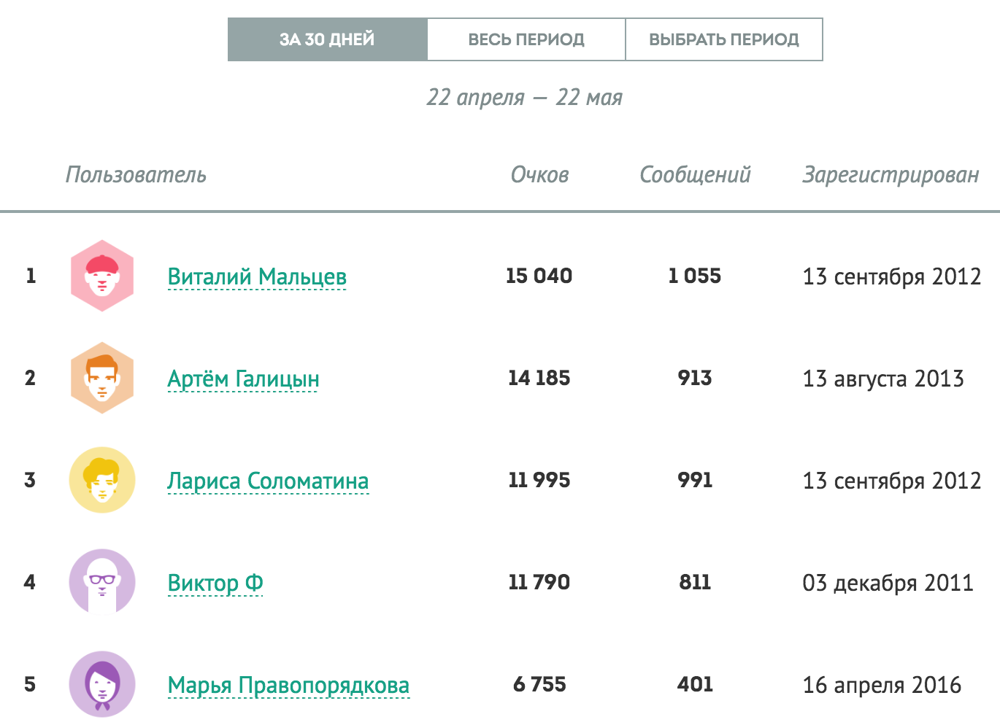 ЗА 30 ДНЕЙ ВЕСЬ ПЕРИОД ВЫБРАТЬ ПЕРИОД
22 апреля — 22 мая
Пользователь Очков Сообщений Зарегистрирован
1 Виталий Мальцев 15 040 1 055 13 сентября 2012
2 Артём Галицын 14 185 913 13 августа 2013
3 Лариса Соломатина 11 995 991 13 сентября 2012
4 Виктор Ф 11 790 811 03 декабря 2011
5 Марья Правопорядкова 6 755 401 16 апреля 2016